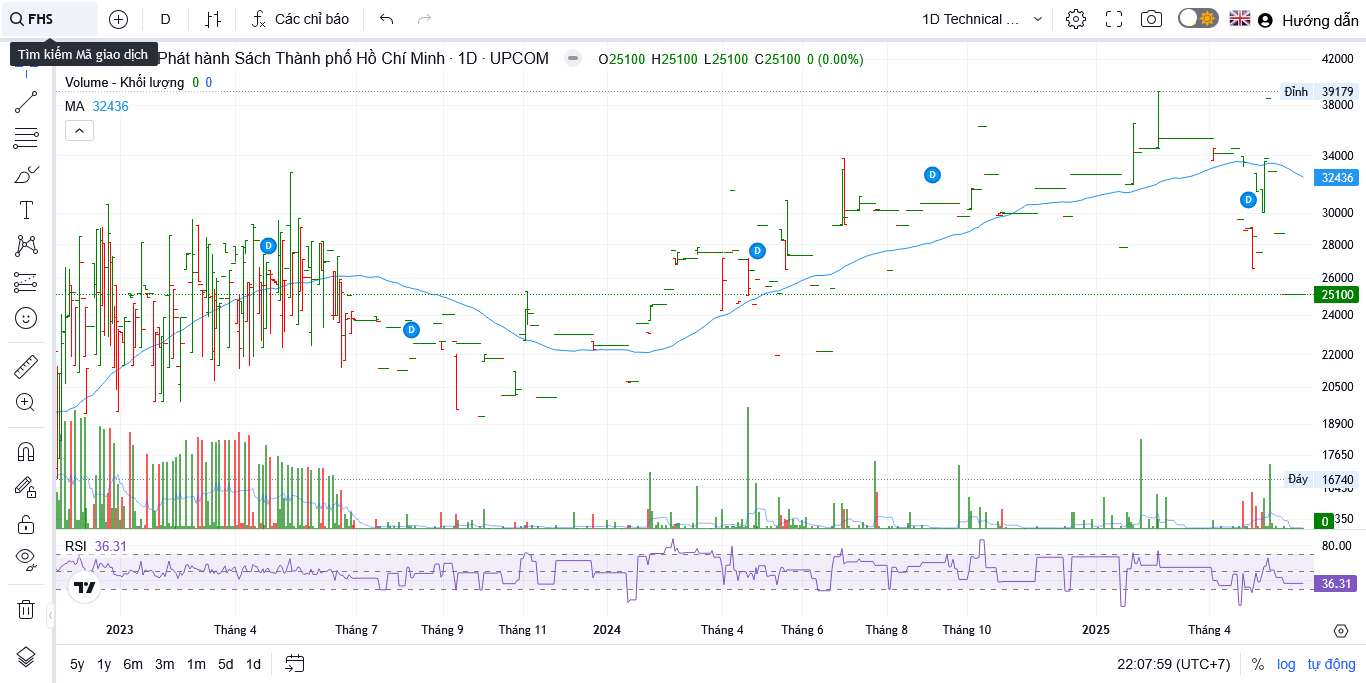 FHS
D
Các chỉ báo
1D Technical ...
Hướng dẫn
Tìm kiếm Mã giao dịch
Phát hành Sách Thành phố Hồ Chí Minh · 1D · UPCOM
O25100 H25100 L25100 C25100 0 (0.00%)
Volume - Khối lượng 0 0
MA 32436
42000
Đỉnh 39179
38000
34000
32436
30000
28000
26000
25100
24000
22000
20500
18900
17650
Đáy 16740
0
D
D
D
D
D
RSI 36.31
80.00
36.31
2023
Tháng 4
Tháng 7
Tháng 9
Tháng 11
2024
Tháng 4
Tháng 6
Tháng 8
Tháng 10
2025
Tháng 4
5y 1y 6m 3m 1m 5d 1d
22:07:59 (UTC+7)
% log tự động